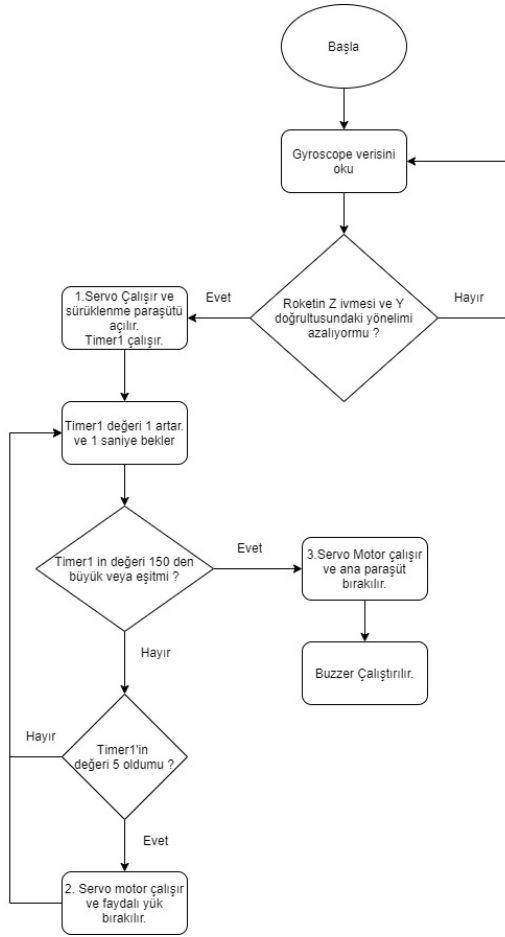 Başla
Gyroscope verisini
oku
Roketin Z ivmesi ve Y
doğrultusundaki yönelimi
azalıyormu ?
Evet
Hayır
1.Servo Çalışır ve
sürüklenme paraşütü
açılır.
Timer1 çalışır.
Timer1 değeri 1 artar.
ve 1 saniye bekler
Timer1 in değeri 150 den
büyük veya eşitmi ?
Evet
3.Servo Motor çalışır
ve ana paraşüt
bırakılır.
Buzzer Çalıştırılır.
Hayır
Timer1'in
değeri 5 oldumu ?
Hayır
Evet
2. Servo motor çalışır
ve faydalı yük
bırakılır.